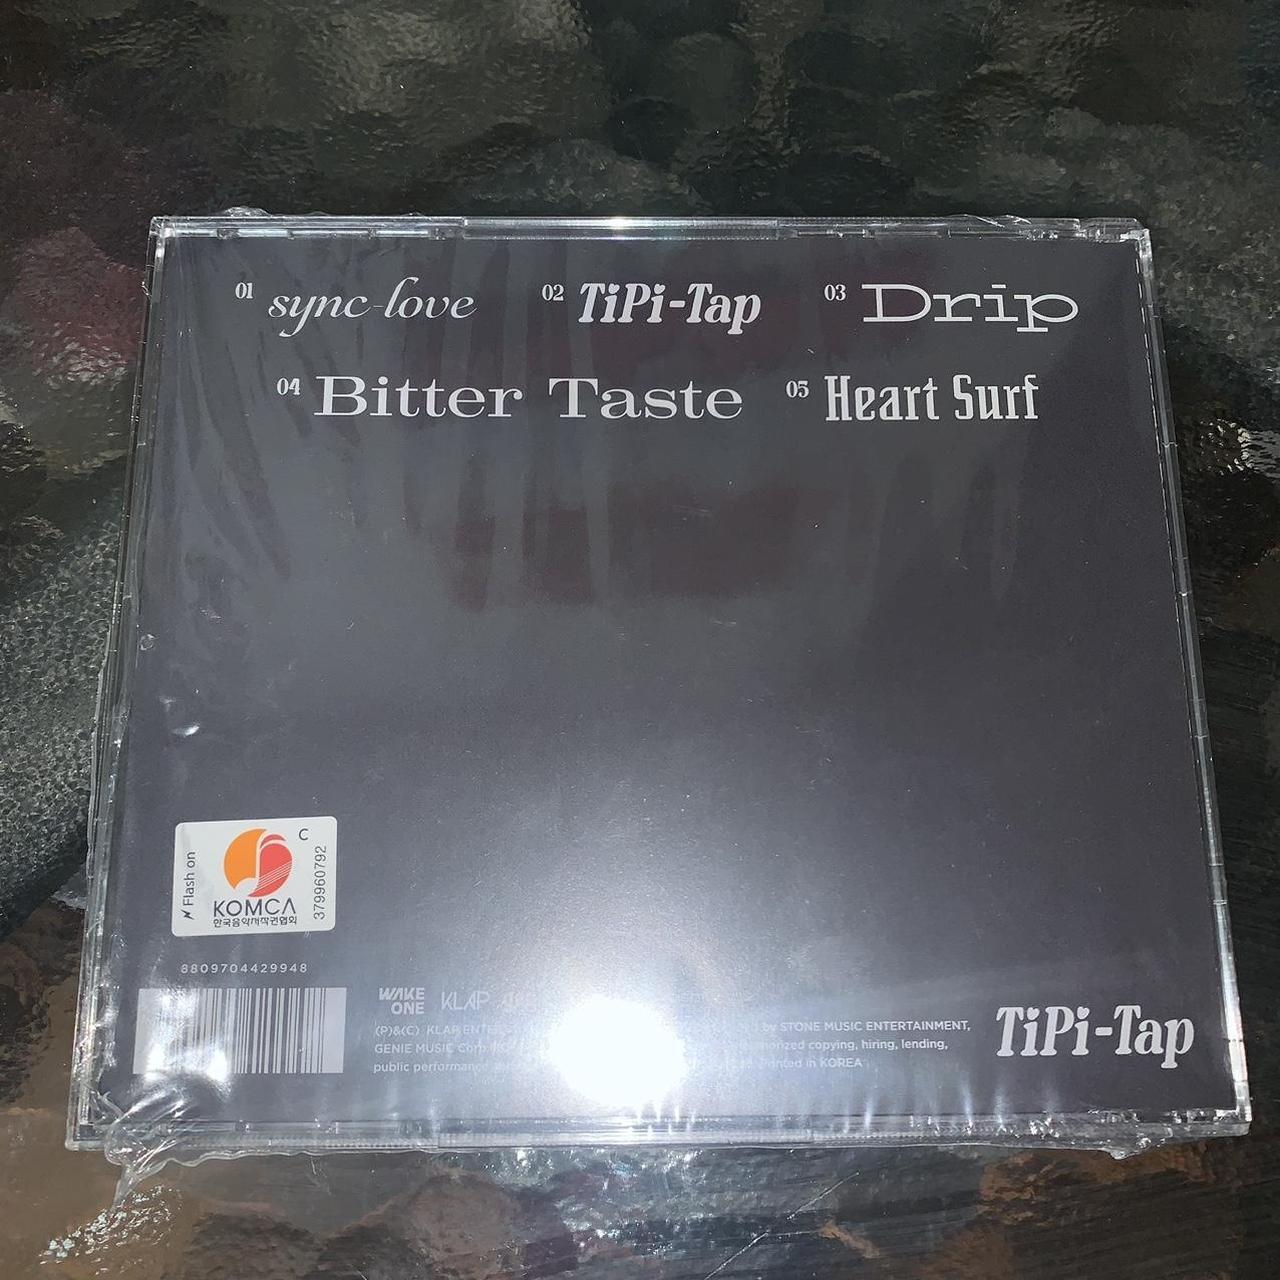 01 sync-love 02 TiPi-Tap 03 Drip
04 Bitter Taste 05 Heart Surf
Flash on
C
KOMCA
한국음악저작권협회
379960792
8809704429948
WAKE ONE KLAP
(P)&(C) KLAP by STONE MUSIC ENTERTAINMENT,
GENIE MUSIC copying, hiring, lending,
public performance Printed in KOREA
TiPi-Tap